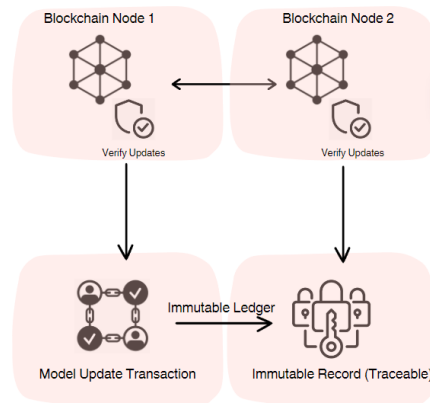 Blockchain Node 1
Blockchain Node 2
Verify Updates
Verify Updates
Immutable Ledger
Model Update Transaction
Immutable Record (Traceable)